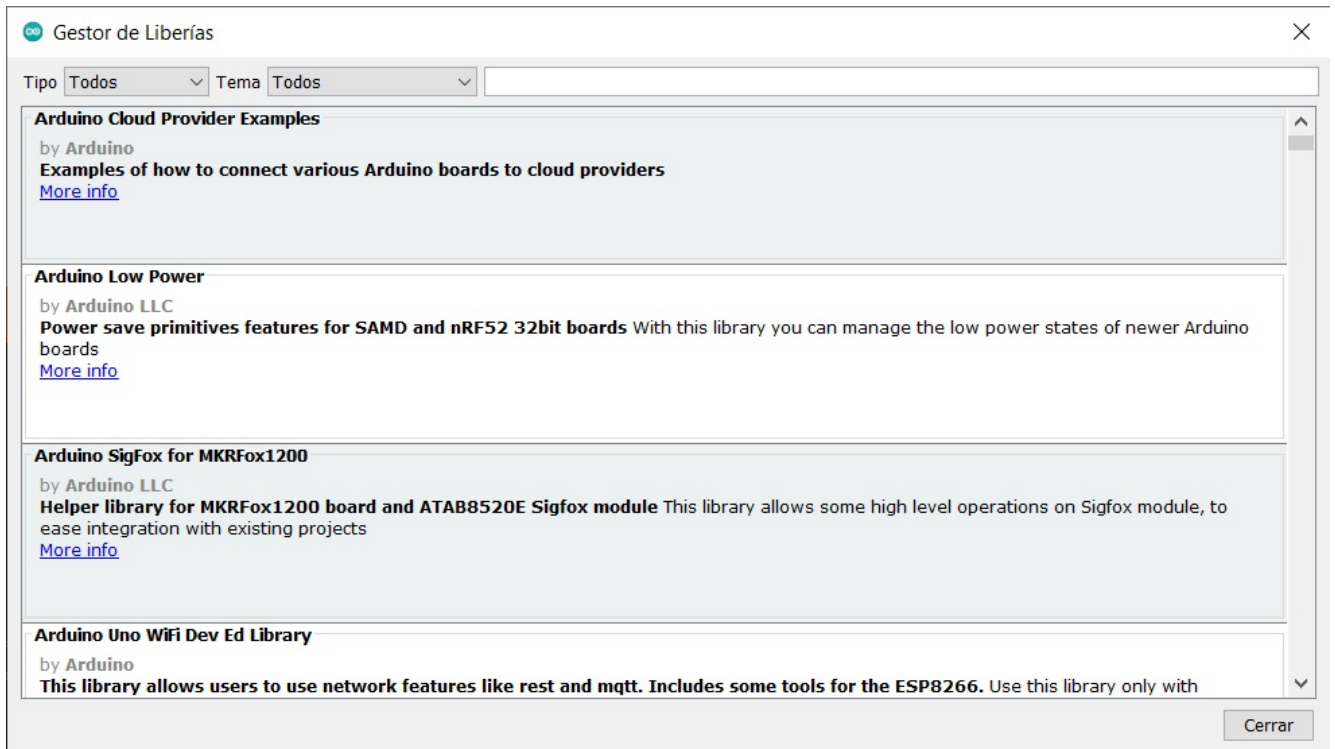 Gestor de Liberías
Tipo Todos Tema Todos
Arduino Cloud Provider Examples
by Arduino
Examples of how to connect various Arduino boards to cloud providers
More info
Arduino Low Power
by Arduino LLC
Power save primitives features for SAMD and nRF52 32bit boards With this library you can manage the low power states of newer Arduino
boards
More info
Arduino SigFox for MKRFox1200
by Arduino LLC
Helper library for MKRFox1200 board and ATAB8520E Sigfox module This library allows some high level operations on Sigfox module, to
ease integration with existing projects
More info
Arduino Uno WiFi Dev Ed Library
by Arduino
This library allows users to use network features like rest and mqtt. Includes some tools for the ESP8266. Use this library only with
Cerrar